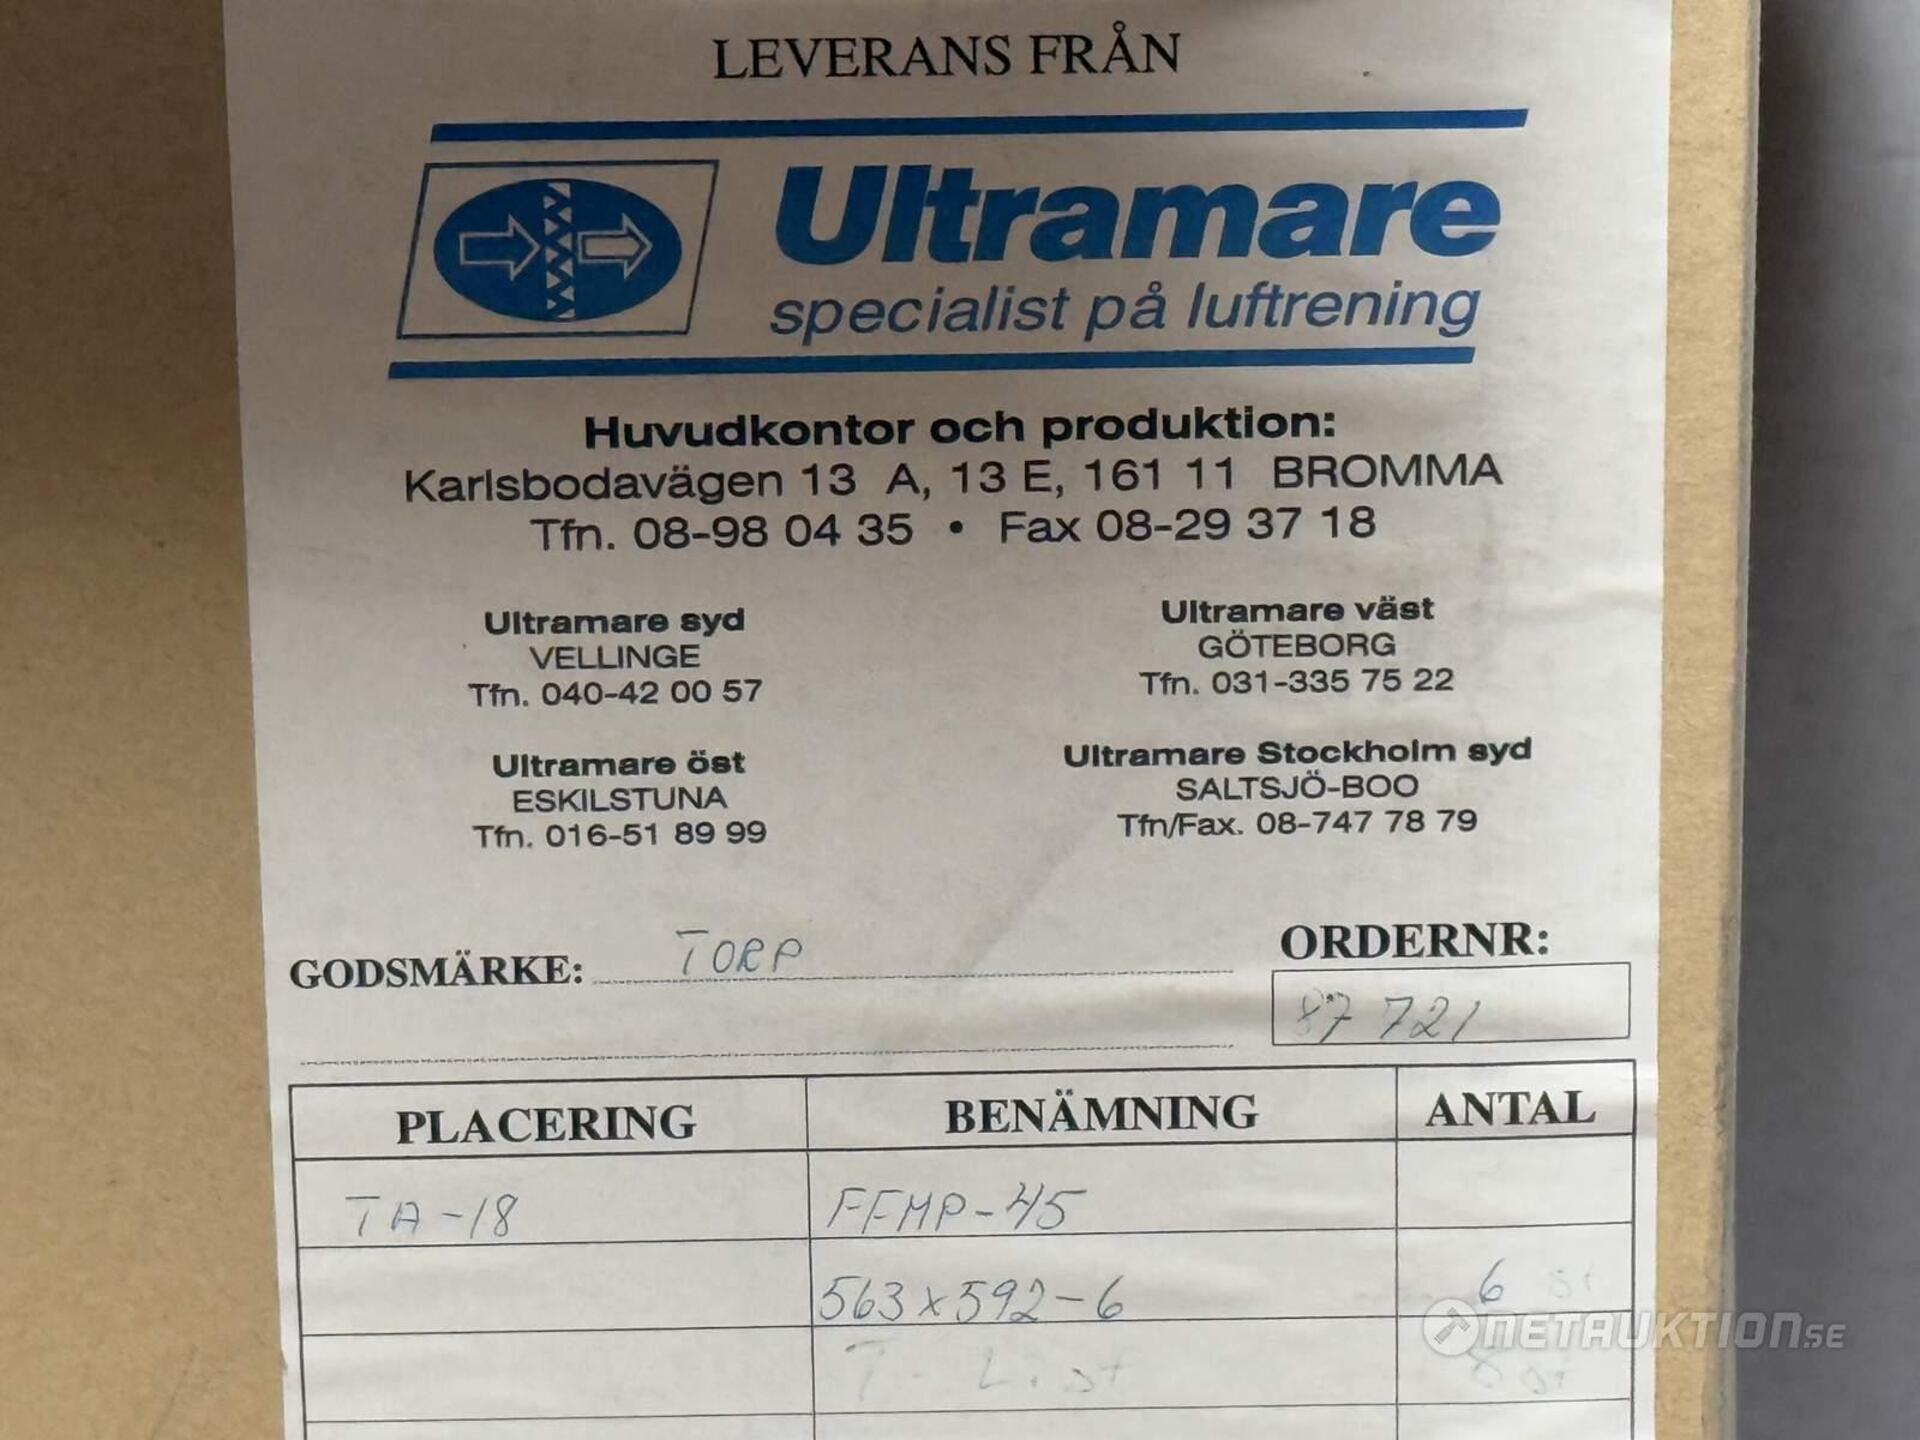 LEVERANS FRÅN
Ultramare
specialist på luftrening
Huvudkontor och produktion:
Karlsbodavägen 13 A, 13 E, 161 11 BROMMA
Tfn. 08-98 04 35 • Fax 08-29 37 18
Ultramare syd
VELLINGE
Tfn. 040-42 00 57
Ultramare väst
GÖTEBORG
Tfn. 031-335 75 22
Ultramare öst
ESKILSTUNA
Tfn. 016-51 89 99
Ultramare Stockholm syd
SALTSJÖ-BOO
Tfn/Fax. 08-747 78 79
GODSMÄRKE: TORP
ORDERNR:
87 721
PLACERING BENÄMNING ANTAL
TA-18 FFMP-45
563x592-6 6 st
T- List st
NETAUKTION.SE